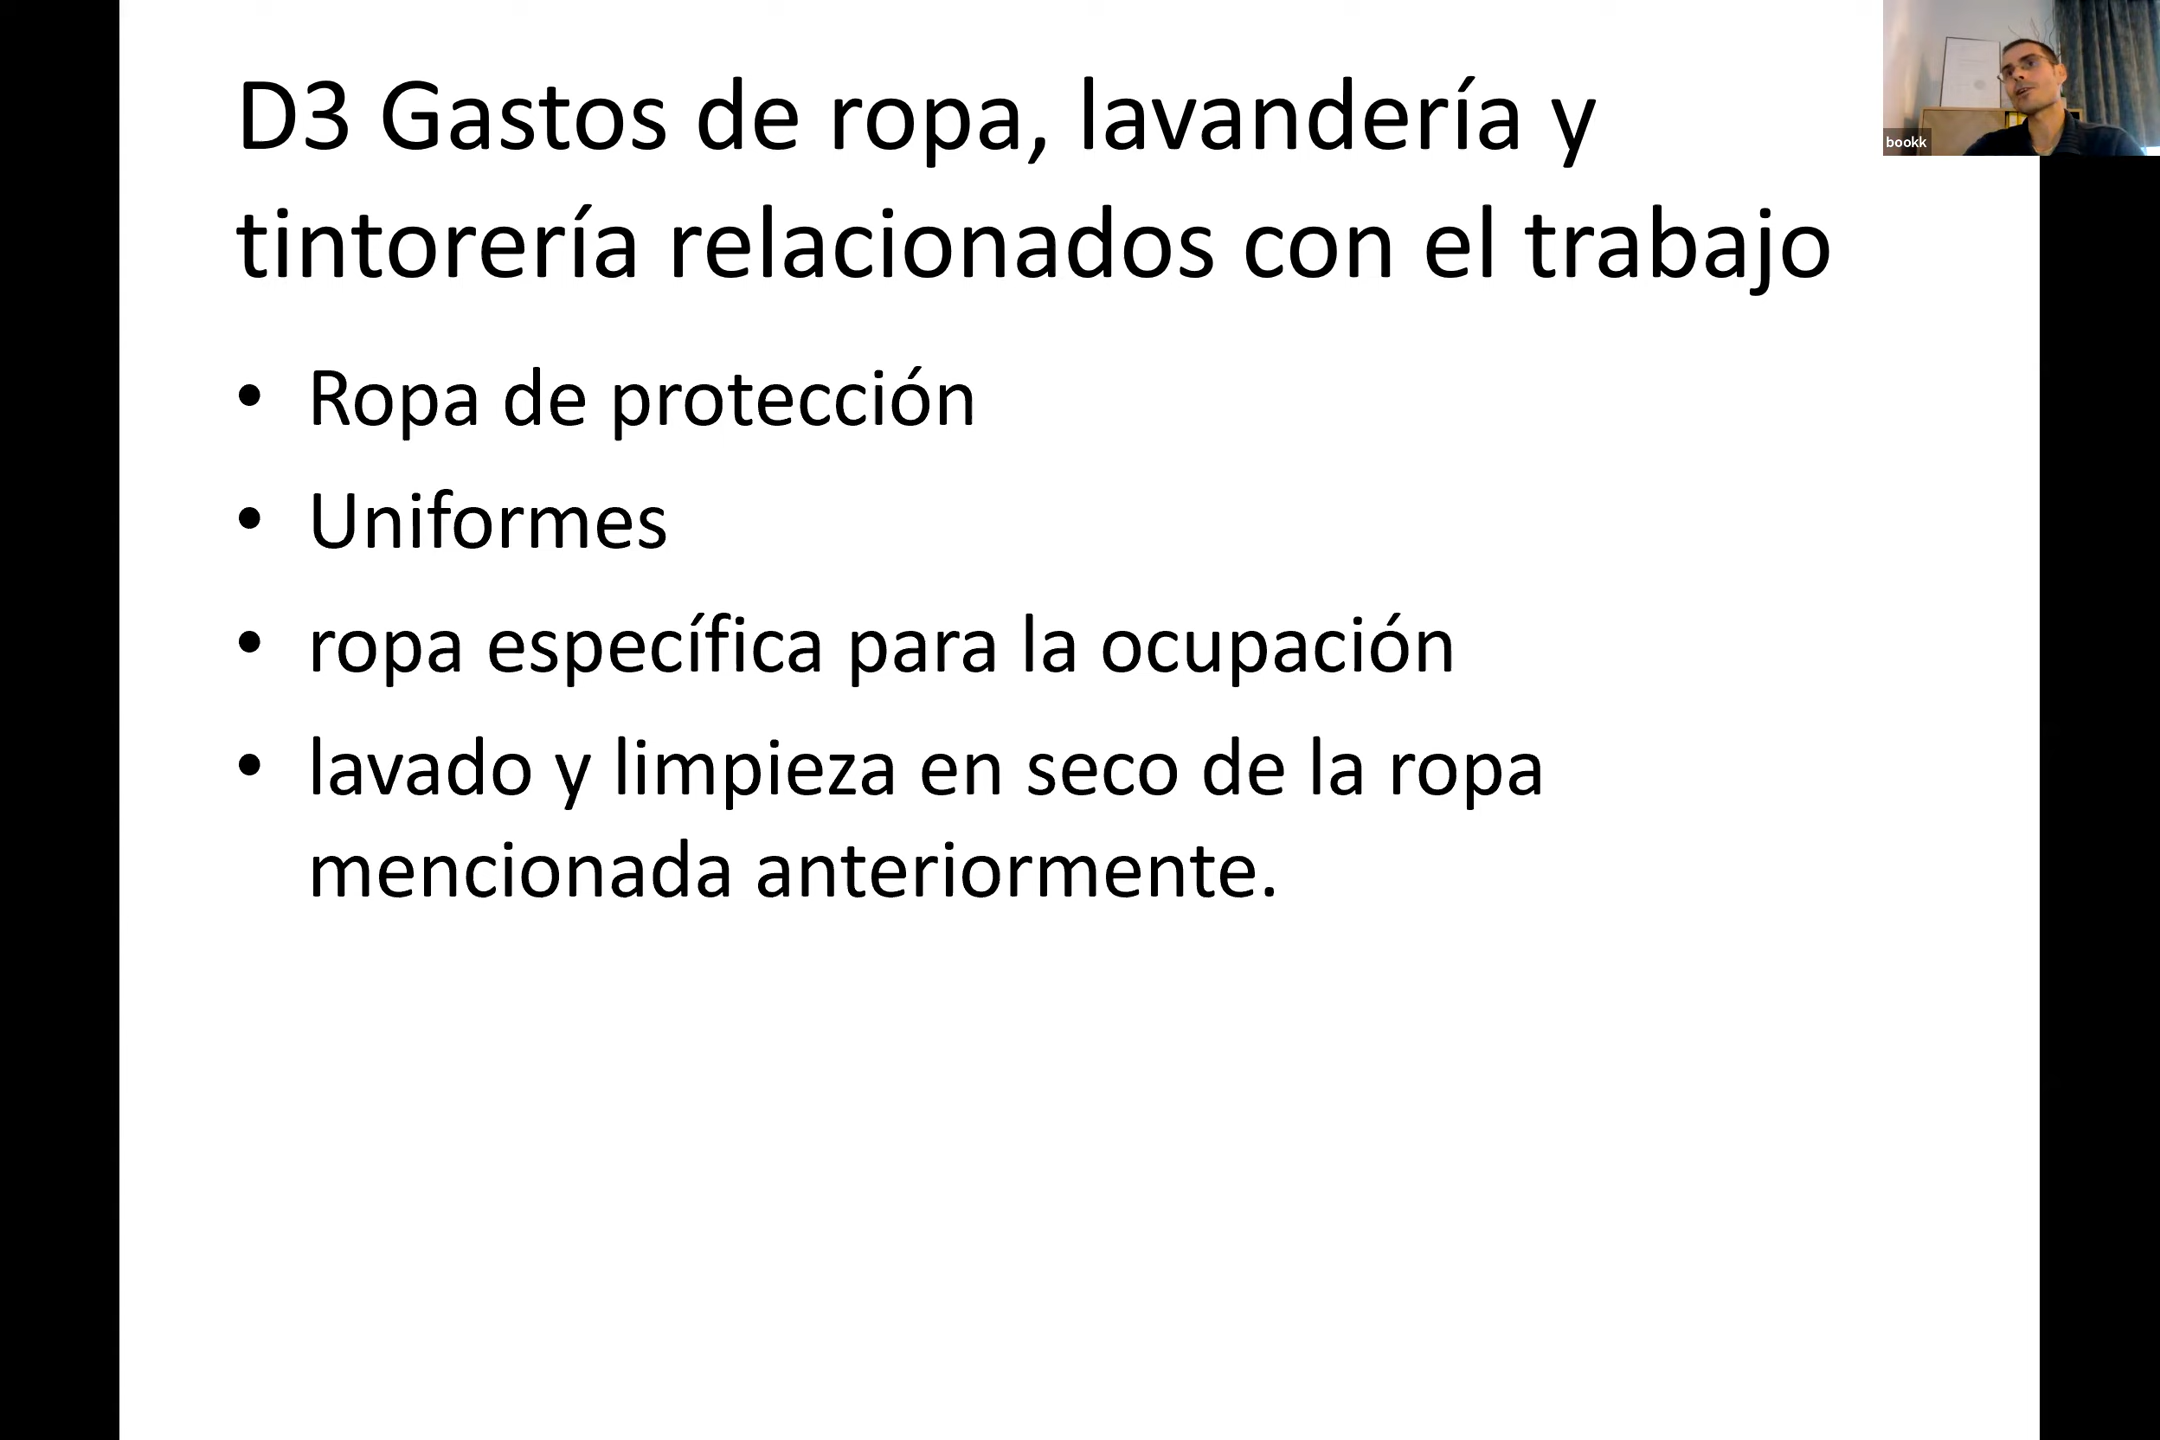 D3 Gastos de ropa, lavandería y
tintorería relacionados con el trabajo
• Ropa de protección
• Uniformes
• ropa específica para la ocupación
• lavado y limpieza en seco de la ropa
mencionada anteriormente.
bookk